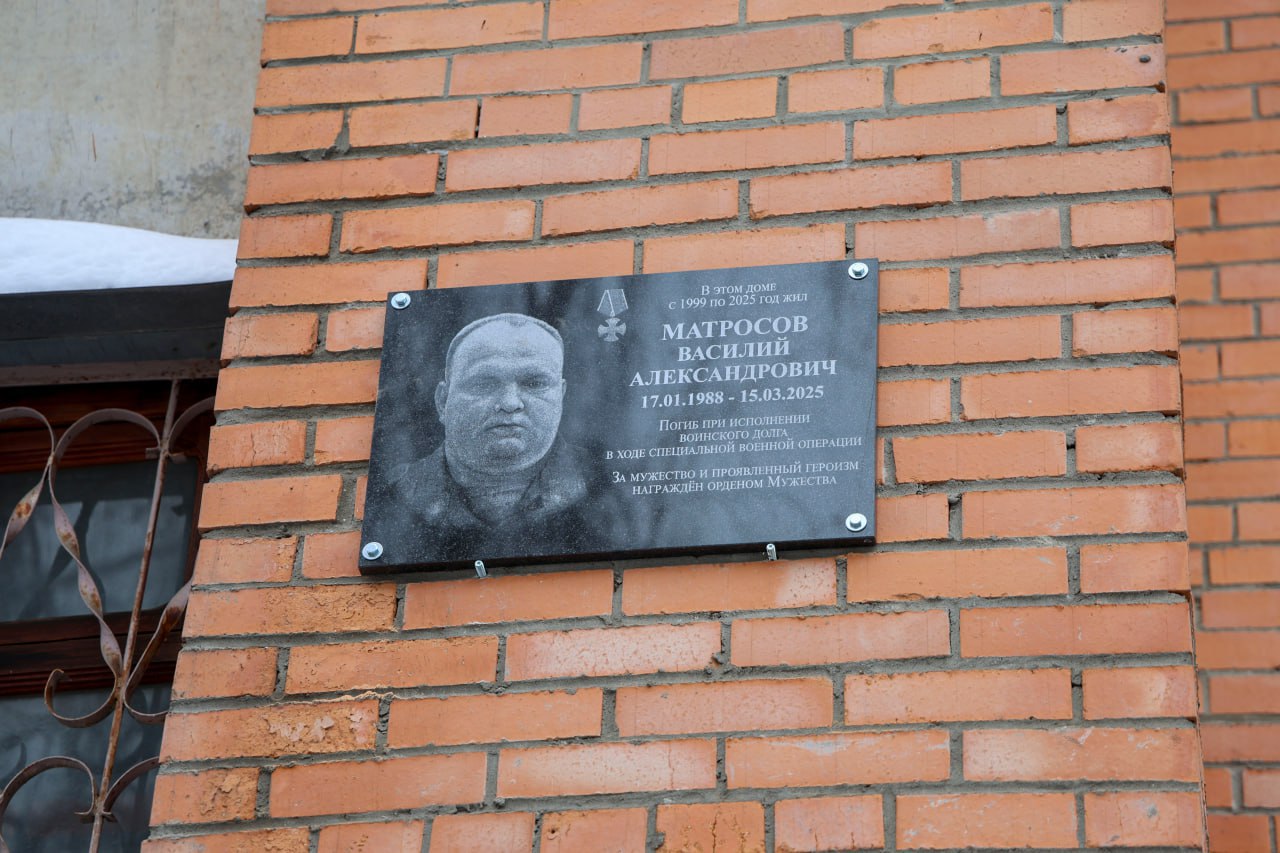 В этом доме
с 1999 по 2025 год жил
МАТРОСОВ
ВАСИЛИЙ
АЛЕКСАНДРОВИЧ
17.01.1988 - 15.03.2025
Погиб при исполнении
воинского долга
в ходе специальной военной операции
За мужество и проявленный героизм
награждён орденом Мужества